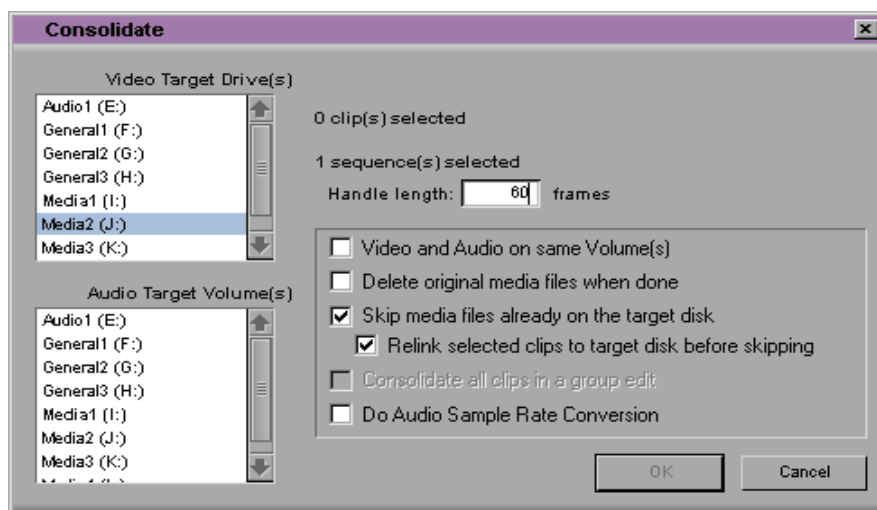 Consolidate
Video Target Drive(s)
Audio1 (E:)
General1 (F:)
General2 (G:)
General3 (H:)
Media1 (I:)
Media2 (J:)
Media3 (K:)
Audio Target Volume(s)
Audio1 (E:)
General1 (F:)
General2 (G:)
General3 (H:)
Media1 (I:)
Media2 (J:)
Media3 (K:)
0 clip(s) selected
1 sequence(s) selected
Handle length: 60 frames
Video and Audio on same Volume(s)
Delete original media files when done
Skip media files already on the target disk
Relink selected clips to target disk before skipping
Consolidate all clips in a group edit
Do Audio Sample Rate Conversion
OK Cancel